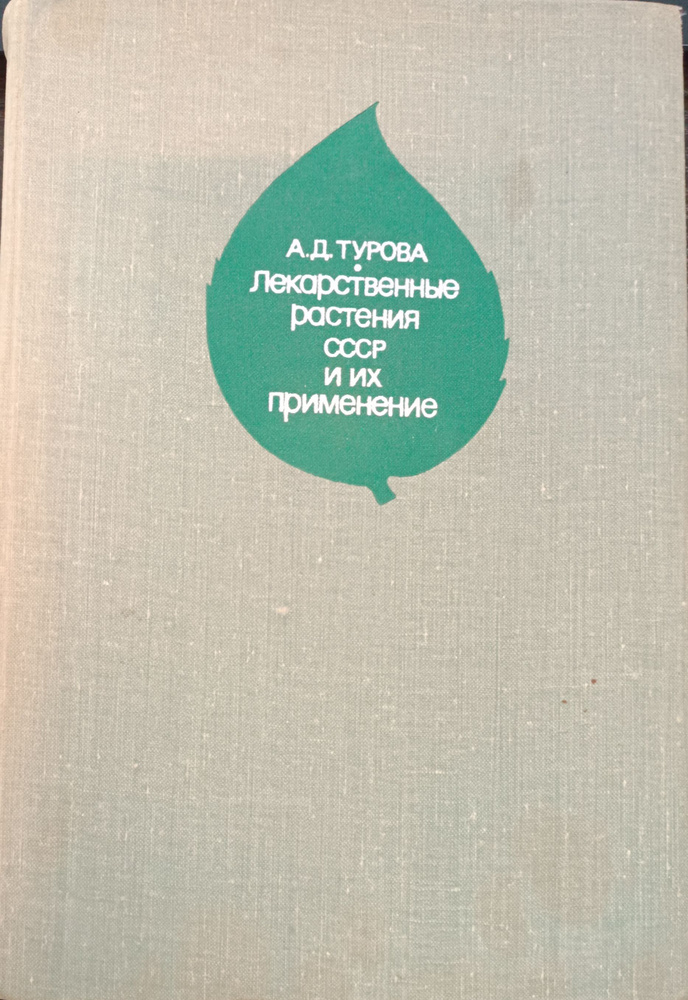 А.Д. ТУРОВА
•
Лекарственные
растения
СССР
и их
применение